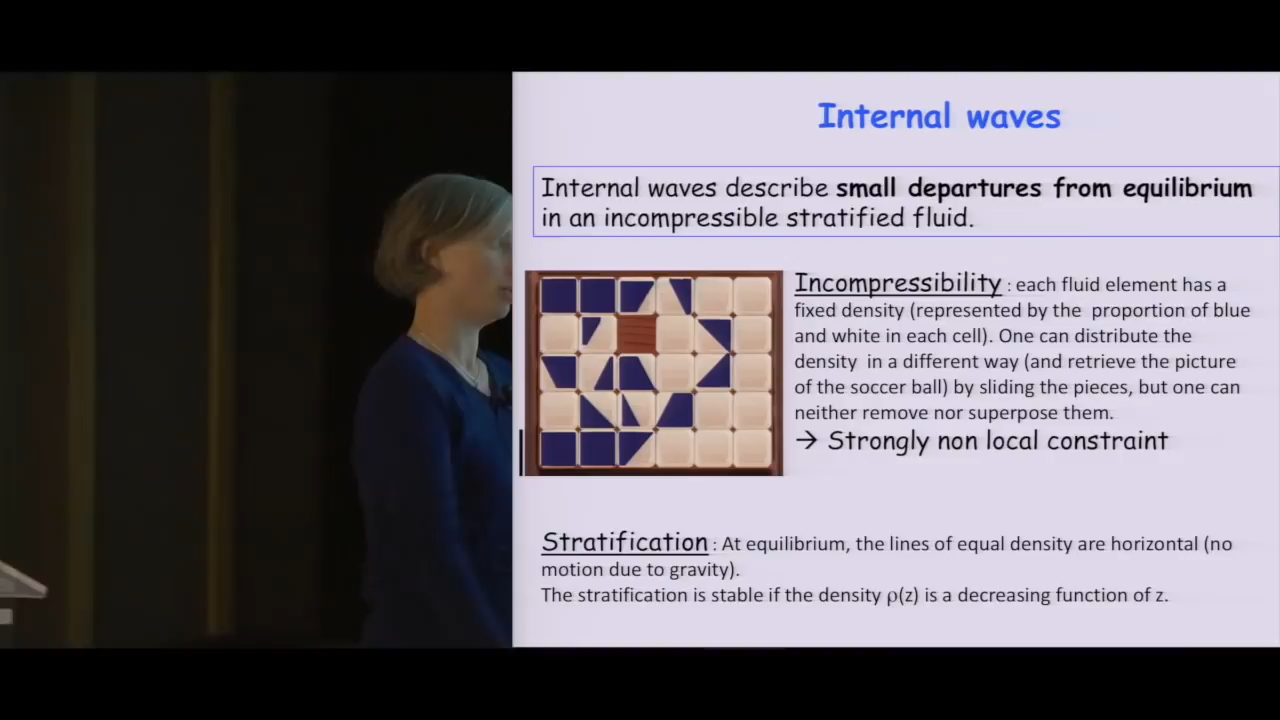 Internal waves
Internal waves describe small departures from equilibrium
in an incompressible stratified fluid.
Incompressibility : each fluid element has a
fixed density (represented by the proportion of blue
and white in each cell). One can distribute the
density in a different way (and retrieve the picture
of the soccer ball) by sliding the pieces, but one can
neither remove nor superpose them.
→ Strongly non local constraint
Stratification : At equilibrium, the lines of equal density are horizontal (no
motion due to gravity).
The stratification is stable if the density ρ(z) is a decreasing function of z.